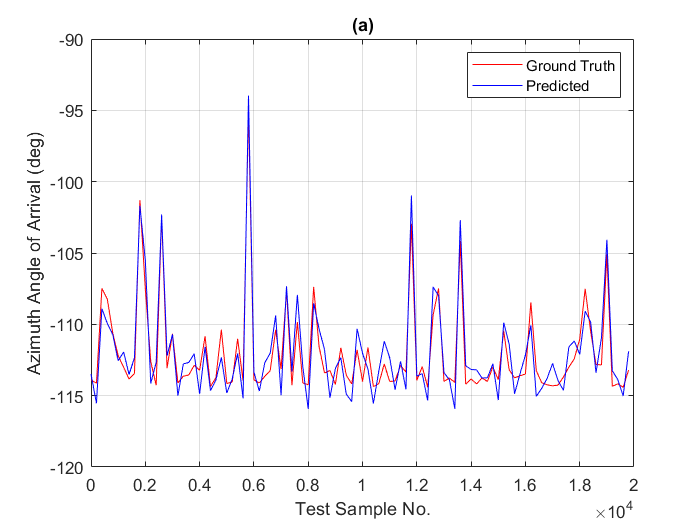 (a)
Ground Truth
Predicted
Azimuth Angle of Arrival (deg)
-90
-95
-100
-105
-110
-115
-120
0 0.2 0.4 0.6 0.8 1 1.2 1.4 1.6 1.8 2
Test Sample No.
×10⁴